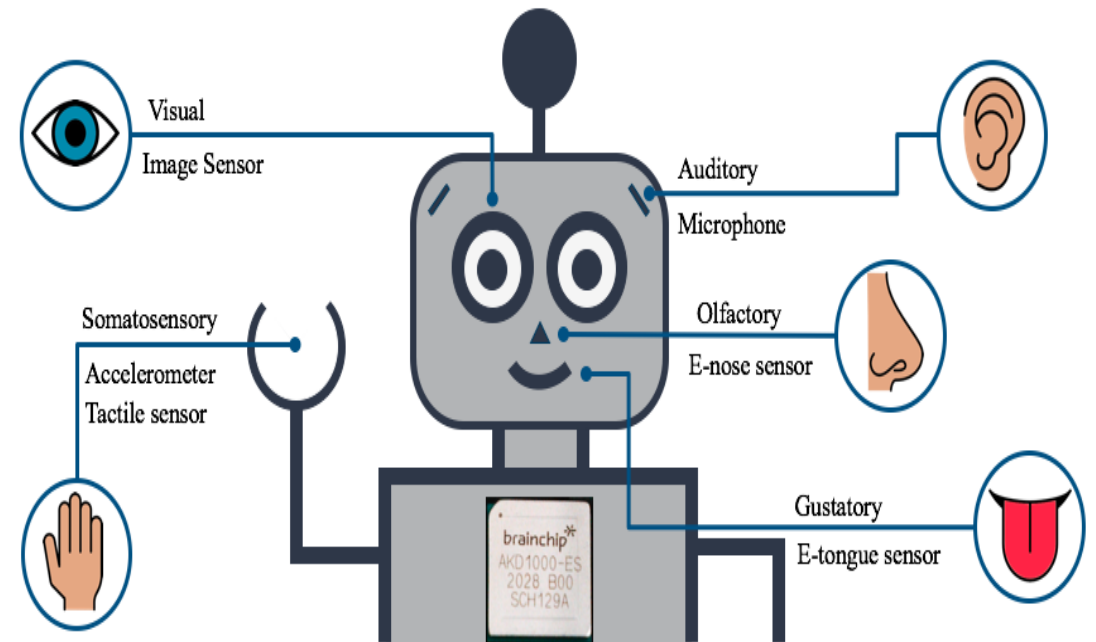 Visual
Image Sensor
Auditory
Microphone
Somatosensory
Accelerometer
Tactile sensor
Olfactory
E-nose sensor
Gustatory
E-tongue sensor
brainchip
AKD1000-ES
2028 B00
SCH129A